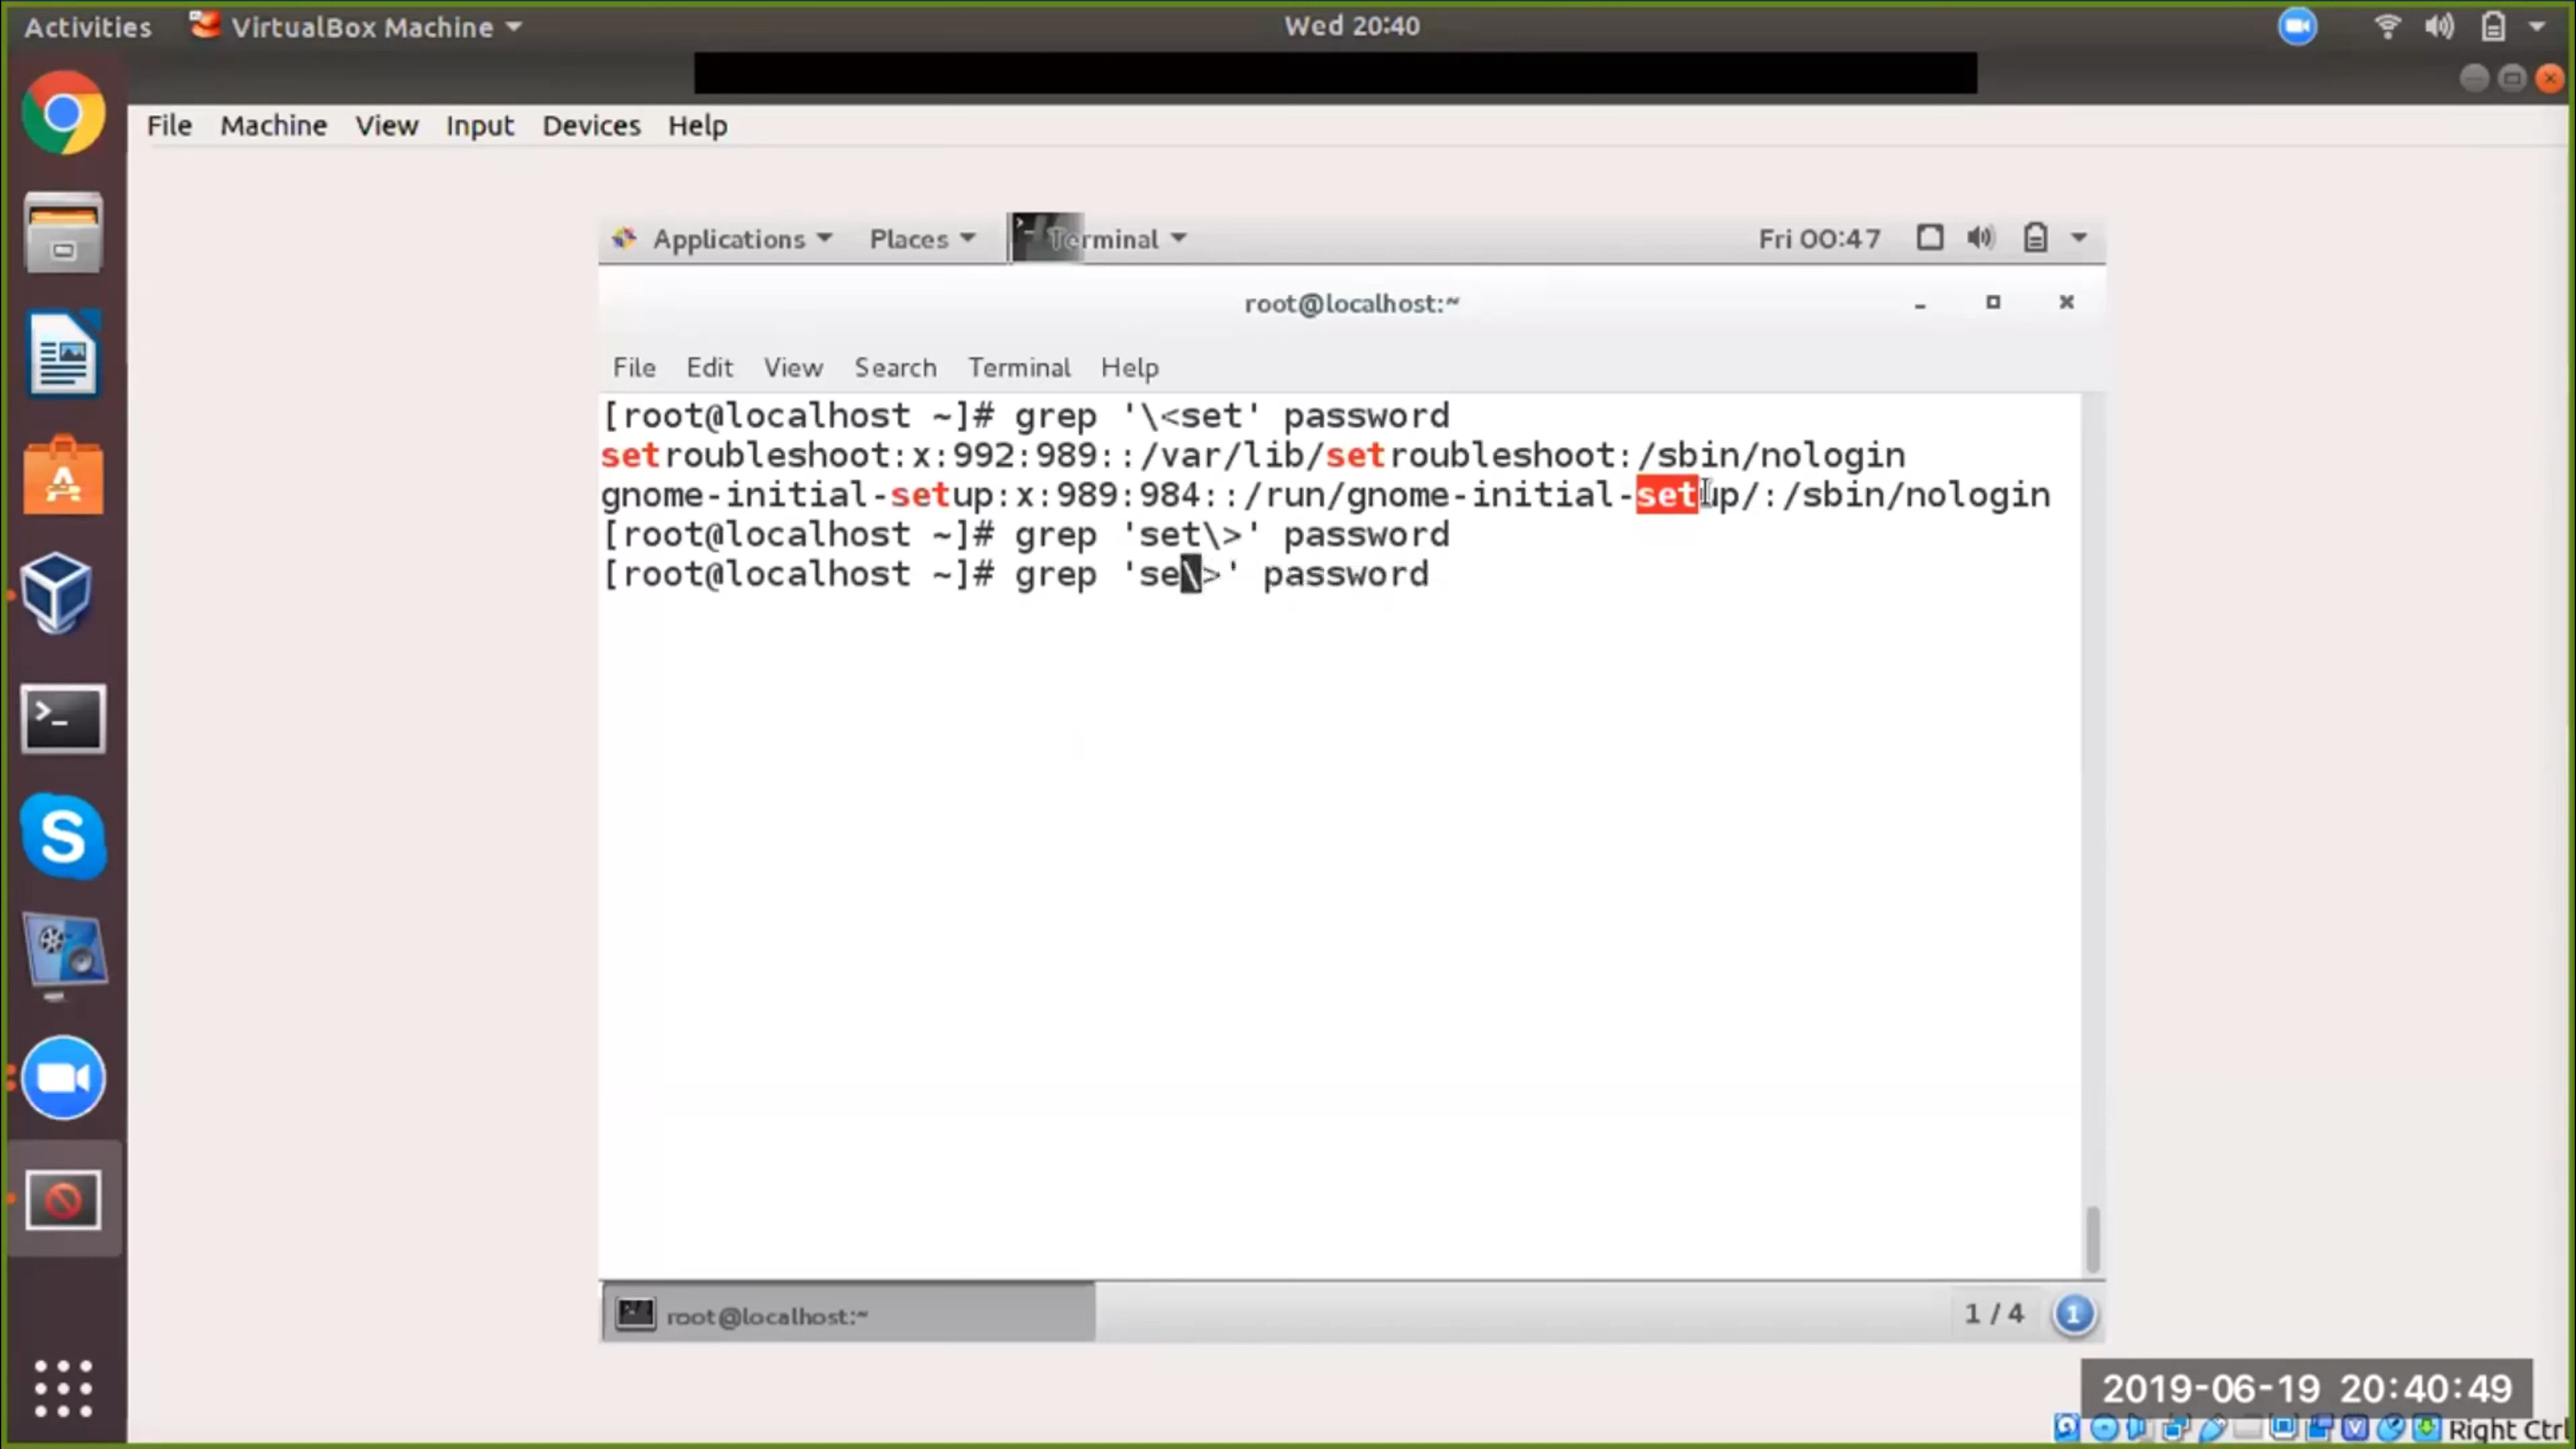 Activities VirtualBox Machine Wed 20:40
File Machine View Input Devices Help
Applications Places Terminal Fri 00:47
root@localhost:~
File Edit View Search Terminal Help
[root@localhost ~]# grep '\<set' password
setroubleshoot:x:992:989::/var/lib/setroubleshoot:/sbin/nologin
gnome-initial-setup:x:989:984::/run/gnome-initial-setup/:/sbin/nologin
[root@localhost ~]# grep 'set\>' password
[root@localhost ~]# grep 'se\>' password
root@localhost:~ 1 / 4 1
2019-06-19 20:40:49
Right Ctrl